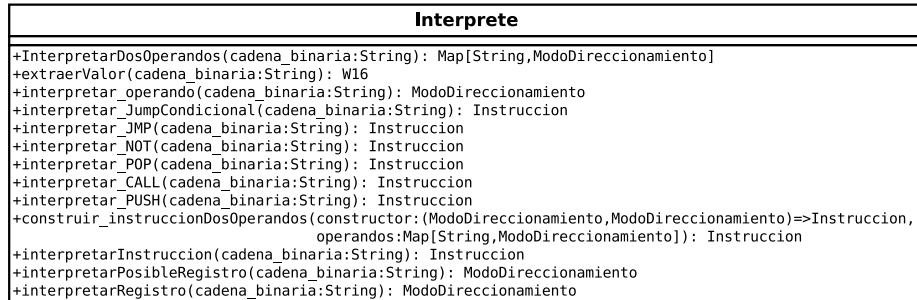 Interprete
+InterpretarDosOperandos(cadena_binaria:String): Map[String,ModoDireccionamiento]
+extraerValor(cadena_binaria:String): W16
+interpretar_operando(cadena_binaria:String): ModoDireccionamiento
+interpretar_JumpCondicional(cadena_binaria:String): Instruccion
+interpretar_JMP(cadena_binaria:String): Instruccion
+interpretar_NOT(cadena_binaria:String): Instruccion
+interpretar_POP(cadena_binaria:String): Instruccion
+interpretar_CALL(cadena_binaria:String): Instruccion
+interpretar_PUSH(cadena_binaria:String): Instruccion
+construir_instruccionDosOperandos(constructor:(ModoDireccionamiento,ModoDireccionamiento)=>Instruccion,
operandos:Map[String,ModoDireccionamiento]): Instruccion
+interpretarInstruccion(cadena_binaria:String): Instruccion
+interpretarPosibleRegistro(cadena_binaria:String): ModoDireccionamiento
+interpretarRegistro(cadena_binaria:String): ModoDireccionamiento